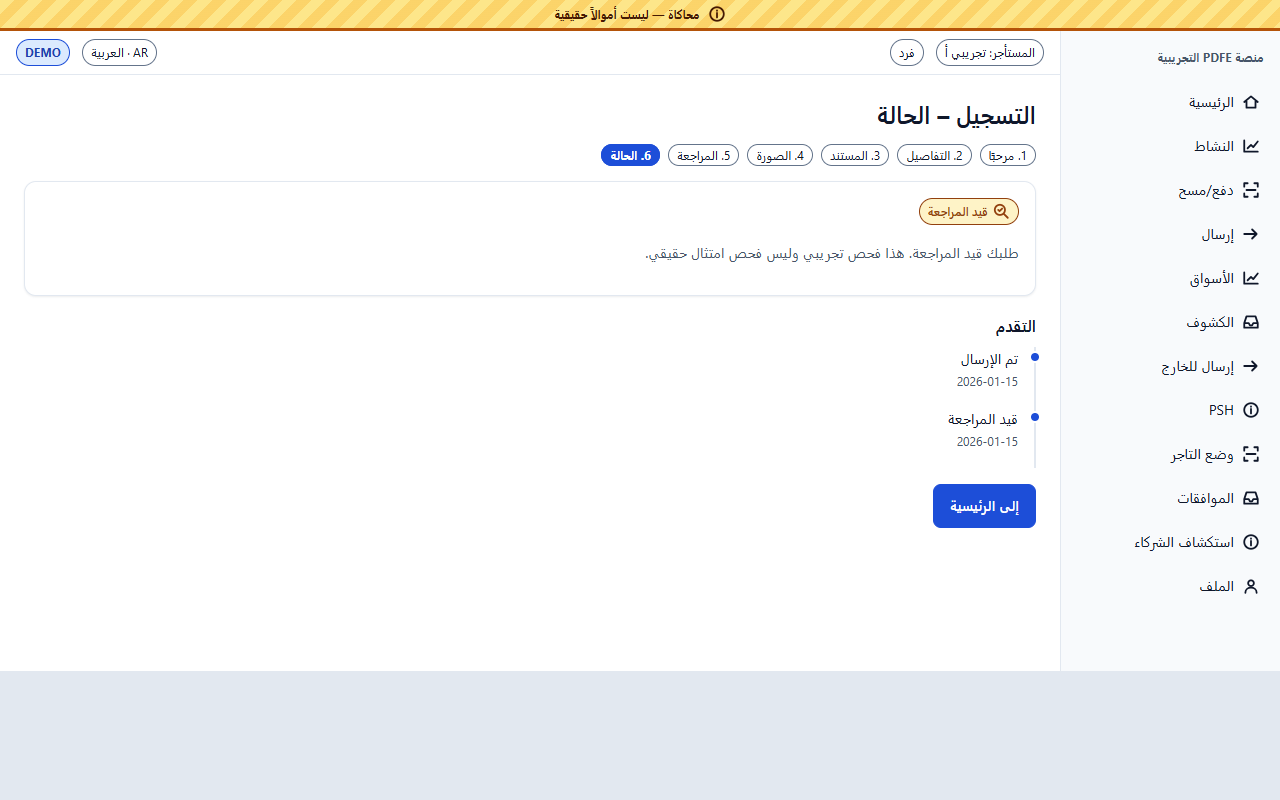 محاكاة — ليست أموالاً حقيقية
منصة PDFE التجريبية
الرئيسية
النشاط
دفع/مسح
إرسال
الأسواق
الكشوف
إرسال للخارج
PSH
وضع التاجر
الموافقات
استكشاف الشركاء
الملف
المستأجر: تجريبي أ
فرد
AR · العربية
DEMO
التسجيل – الحالة
1. مرحبًا
2. التفاصيل
3. المستند
4. الصورة
5. المراجعة
6. الحالة
قيد المراجعة
طلبك قيد المراجعة. هذا فحص تجريبي وليس فحص امتثال حقيقي.
التقدم
تم الإرسال
2026-01-15
قيد المراجعة
2026-01-15
إلى الرئيسية